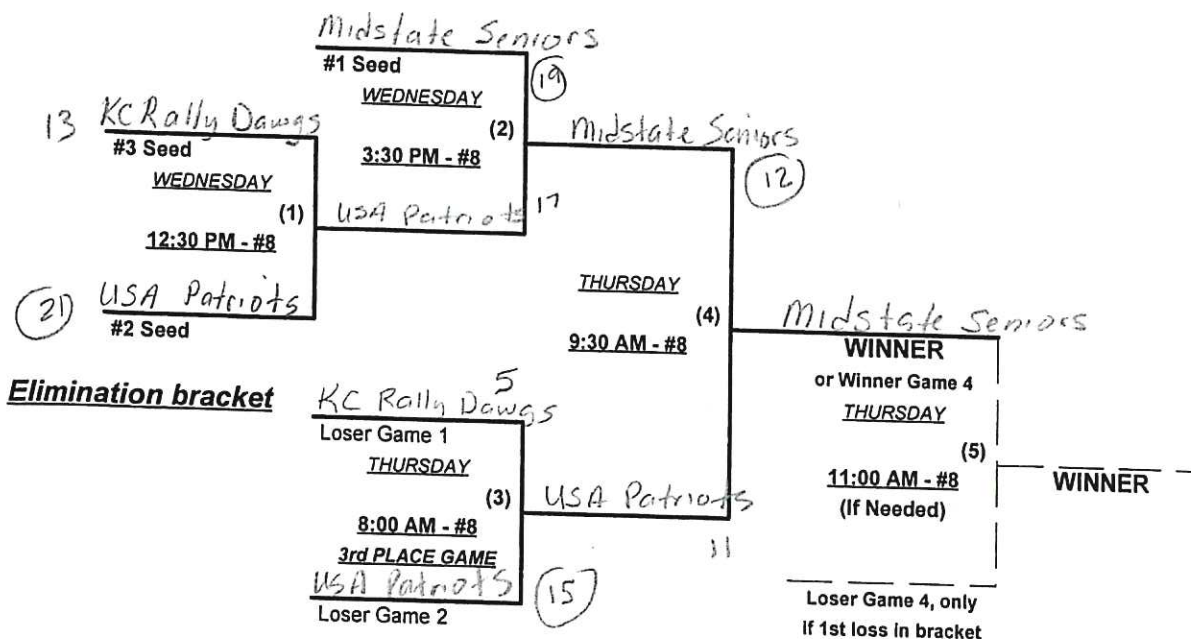 Midstate Seniors
#1 Seed
19
WEDNESDAY
(2)
3:30 PM - #8
13 KC Rally Dawgs
#3 Seed
WEDNESDAY
(1)
12:30 PM - #8
USA Patriots 17
21 USA Patriots
#2 Seed
Midstate Seniors
12
THURSDAY
(4)
9:30 AM - #8
Midstate Seniors
WINNER
or Winner Game 4
THURSDAY
(5)
11:00 AM - #8
(If Needed)
WINNER
Loser Game 4, only
if 1st loss in bracket
Elimination bracket
KC Rally Dawgs 5
Loser Game 1
THURSDAY
(3)
8:00 AM - #8
3rd PLACE GAME
USA Patriots 15
Loser Game 2
USA Patriots
11